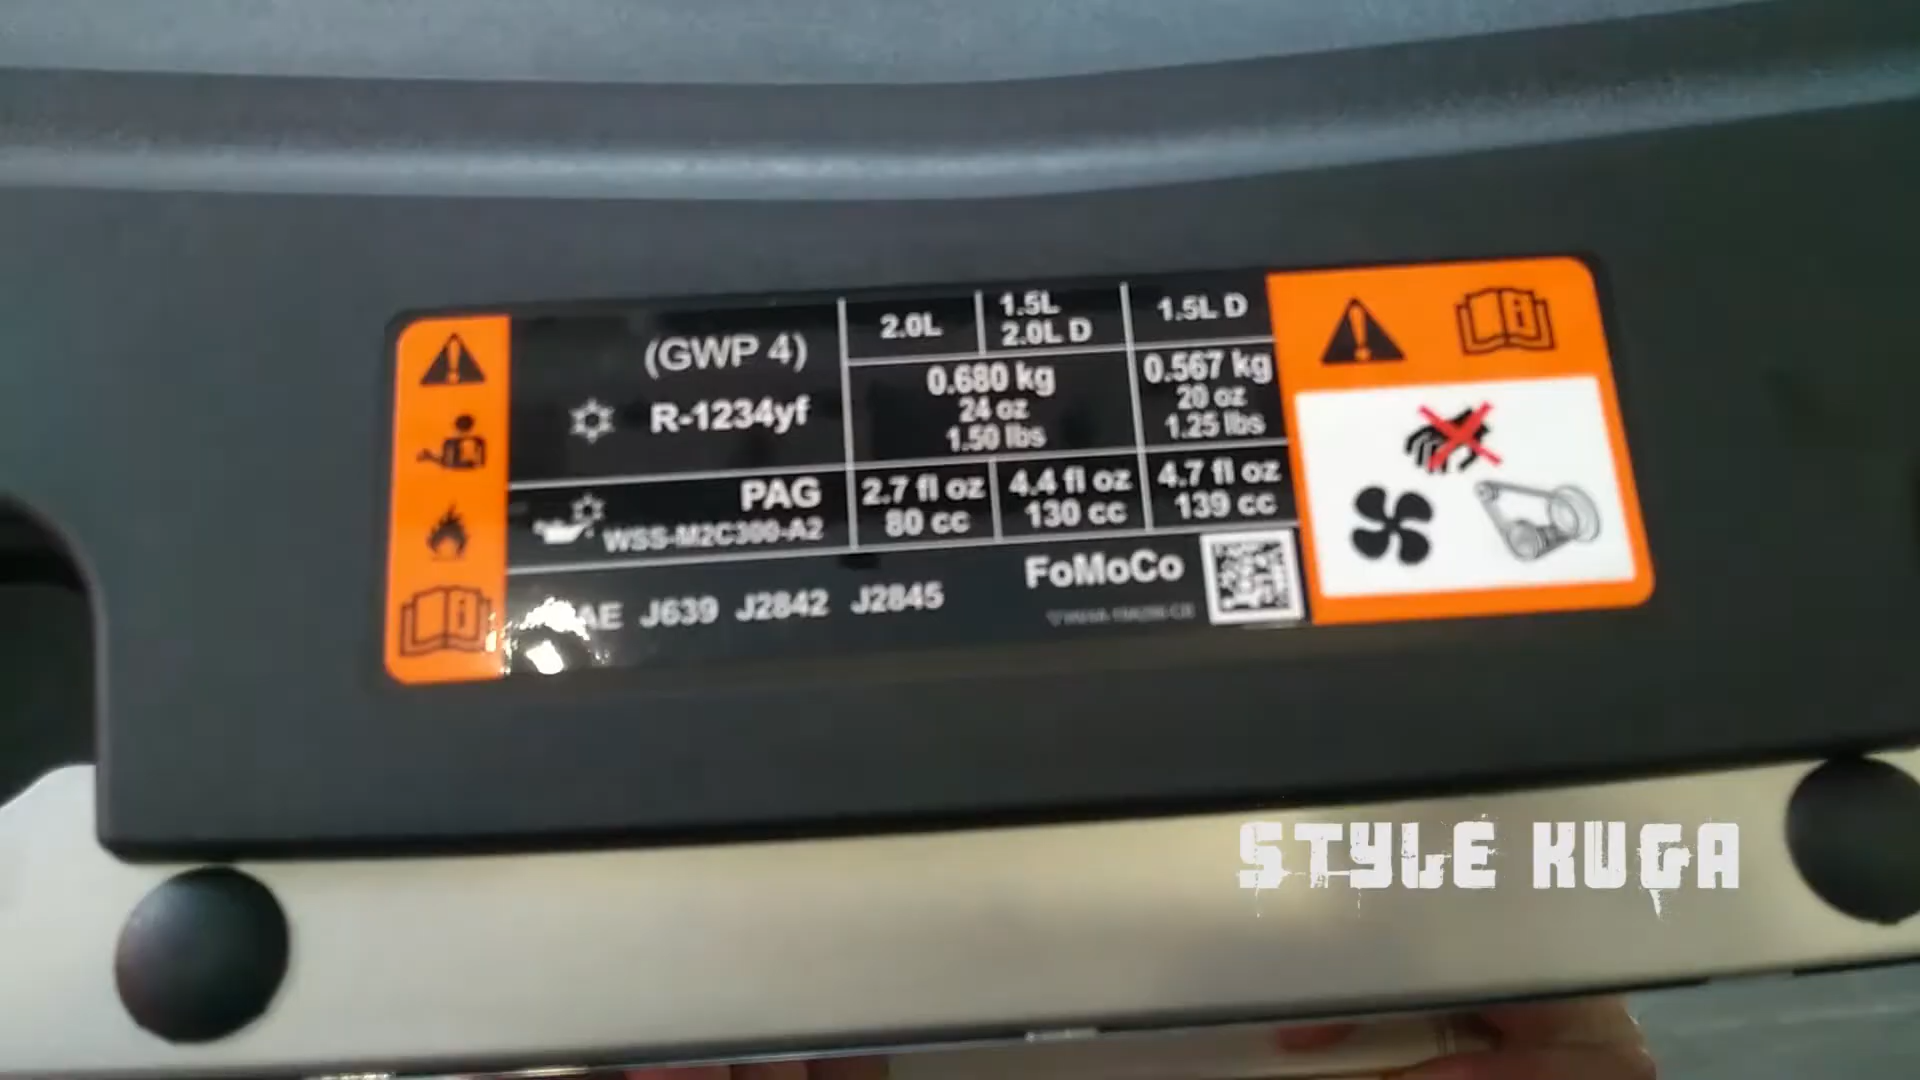 (GWP 4)
R-1234yf
2.0L
1.5L
2.0L D
1.5L D
0.680 kg
24 oz
1.50 lbs
0.567 kg
20 oz
1.25 lbs
PAG
WSS-M2C300-A2
2.7 fl oz
80 cc
4.4 fl oz
130 cc
4.7 fl oz
139 cc
J639 J2842 J2845
FoMoCo
STYLE KUGA